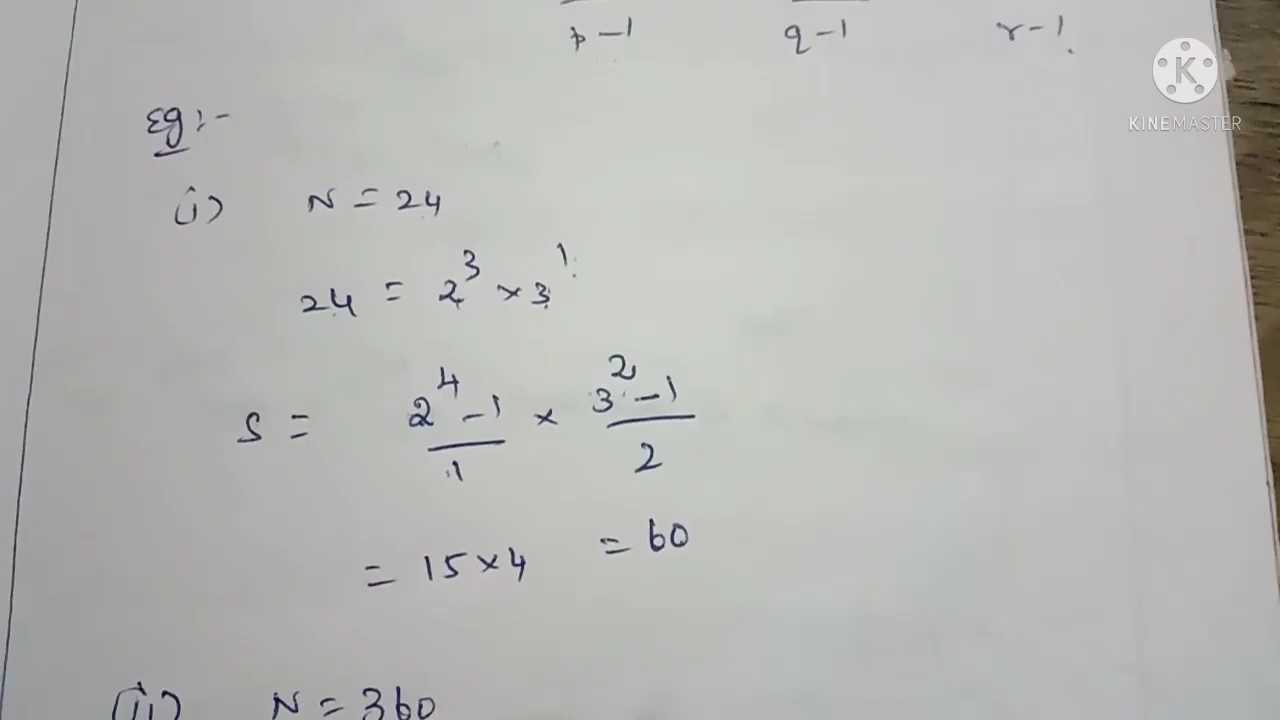 p-1 q-1 r-1
K
KINEMASTER
Eg:-
(i) N = 24
24 = 2³ × 3¹
S = 2⁴-1/1 × 3²-1/2
= 15×4 = 60
(ii) N = 360